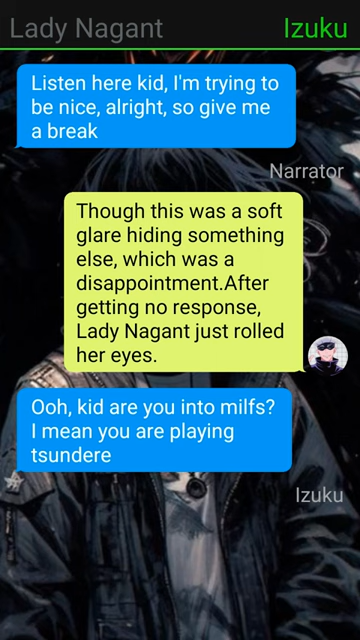 Lady Nagant Izuku
Listen here kid, I'm trying to
be nice, alright, so give me
a break
Narrator
Though this was a soft
glare hiding something
else, which was a
disappointment.After
getting no response,
Lady Nagant just rolled
her eyes.
Ooh, kid are you into milfs?
I mean you are playing
tsundere
Izuku